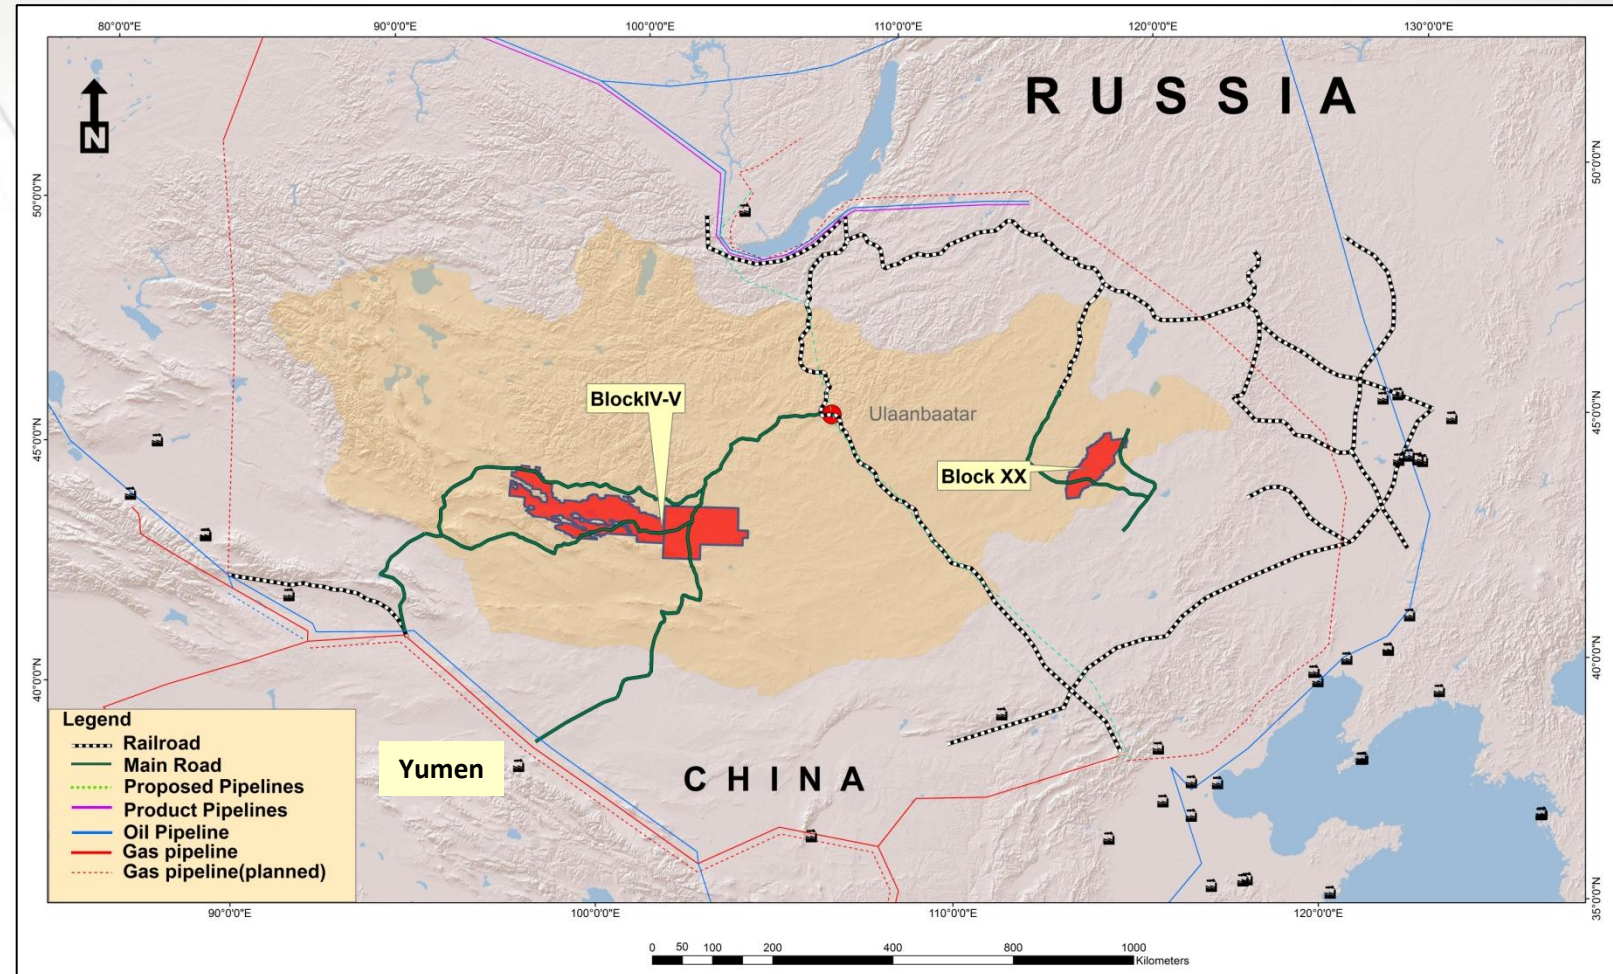 80°0'0"E 90°0'0"E 100°0'0"E 110°0'0"E 120°0'0"E 130°0'0"E
RUSSIA
N
50°0'0"N
50°0'0"N
BlockIV-V
Ulaanbaatar
45°0'0"N
45°0'0"N
Block XX
40°0'0"N
40°0'0"N
Legend
Railroad
Main Road
Proposed Pipelines
Product Pipelines
Oil Pipeline
Gas pipeline
Gas pipeline(planned)
Yumen
CHINA
35°0'0"N
90°0'0"E 100°0'0"E 110°0'0"E 120°0'0"E
0 50 100 200 400 800 1000
Kilometers